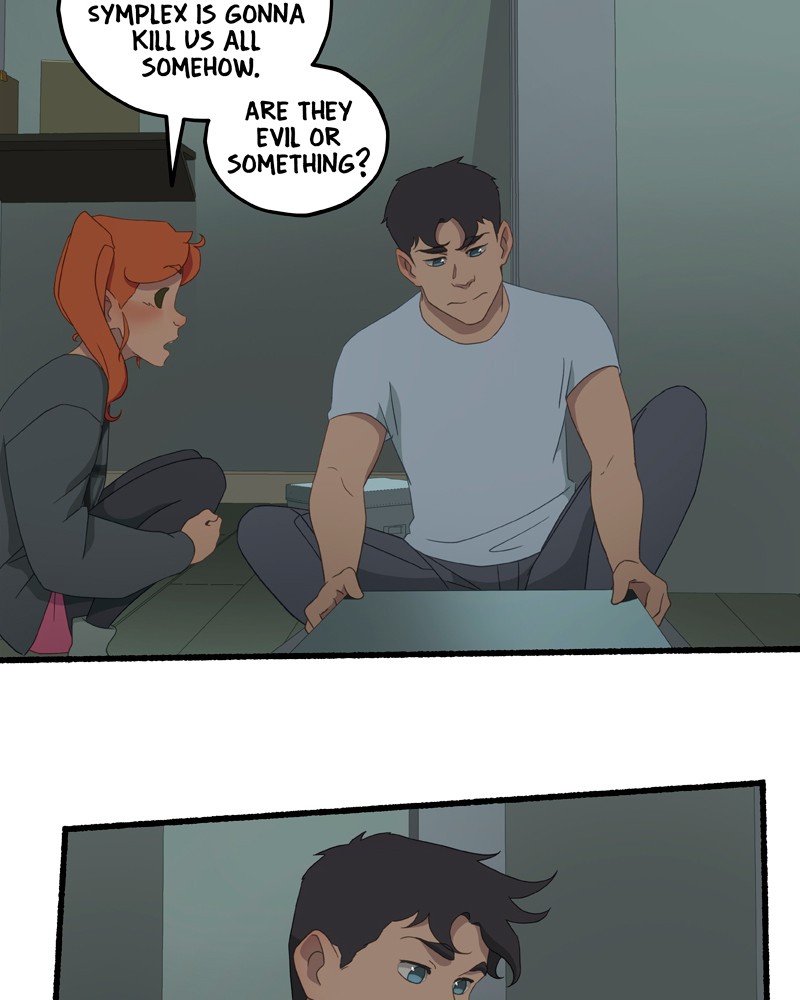 SYMPLEX IS GONNA
KILL US ALL
SOMEHOW.
ARE THEY
EVIL OR
SOMETHING?